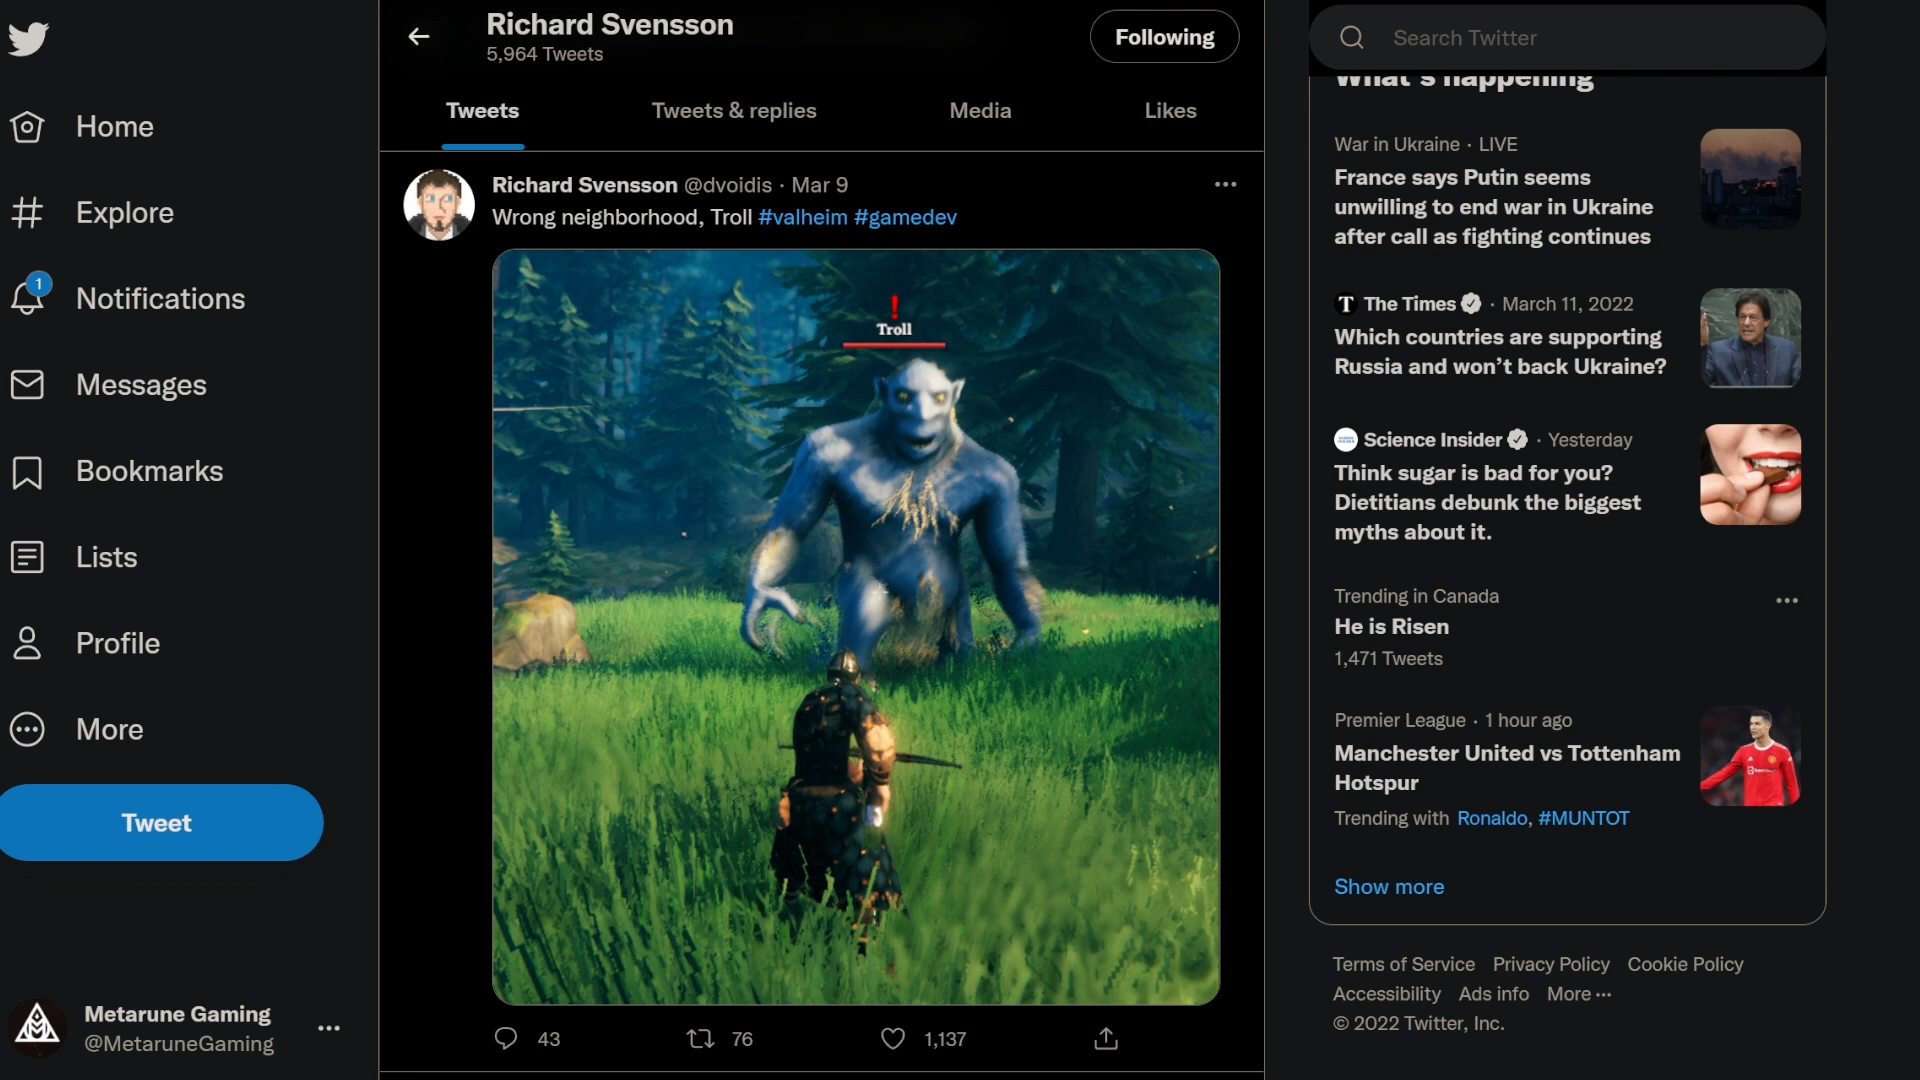 Home
Explore
1
Notifications
Messages
Bookmarks
Lists
Profile
More
Tweet
Metarune Gaming
@MetaruneGaming
Richard Svensson
5,964 Tweets
Following
Tweets
Tweets & replies
Media
Likes
Richard Svensson @dvoidis · Mar 9
Wrong neighborhood, Troll #valheim #gamedev
!
Troll
43
76
1,137
Search Twitter
What's happening
War in Ukraine · LIVE
France says Putin seems
unwilling to end war in Ukraine
after call as fighting continues
T The Times · March 11, 2022
Which countries are supporting
Russia and won’t back Ukraine?
Science Insider · Yesterday
Think sugar is bad for you?
Dietitians debunk the biggest
myths about it.
Trending in Canada
He is Risen
1,471 Tweets
Premier League · 1 hour ago
Manchester United vs Tottenham
Hotspur
Trending with Ronaldo, #MUNTOT
Show more
Terms of Service Privacy Policy Cookie Policy
Accessibility Ads info More ···
© 2022 Twitter, Inc.